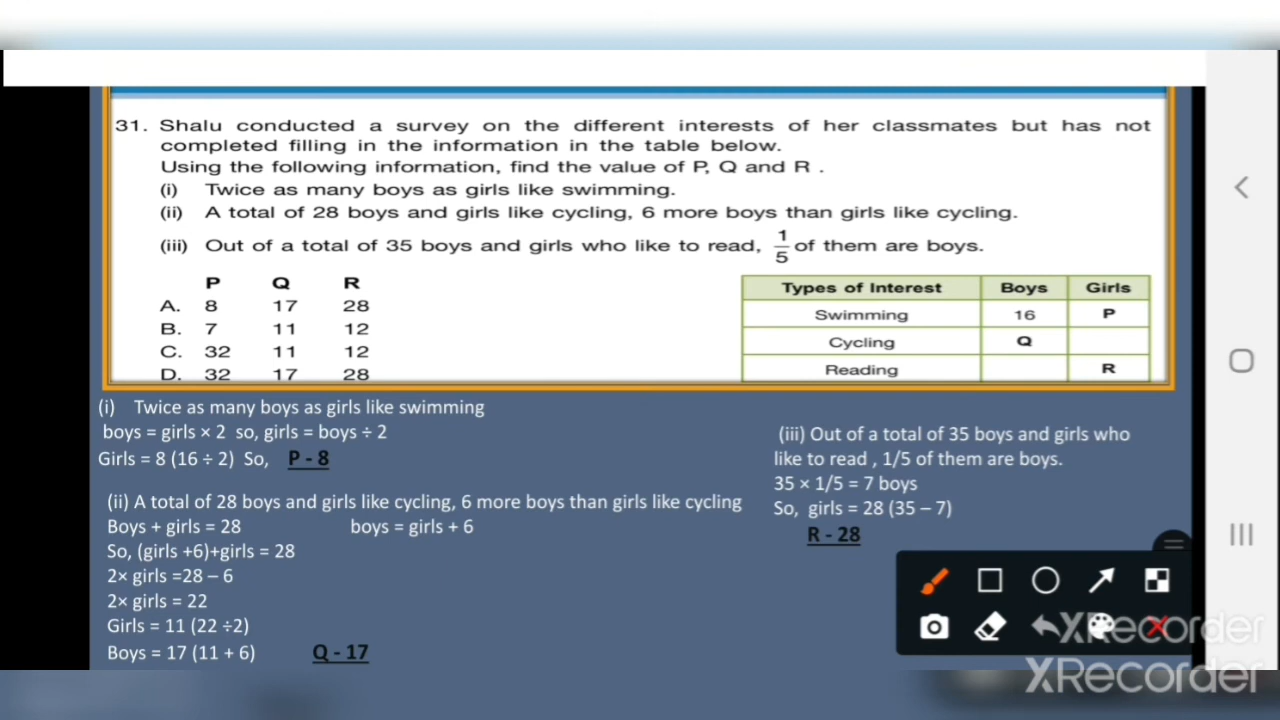 31. Shalu conducted a survey on the different interests of her classmates but has not
completed filling in the information in the table below.
Using the following information, find the value of P, Q and R .
(i) Twice as many boys as girls like swimming.
(ii) A total of 28 boys and girls like cycling, 6 more boys than girls like cycling.
(iii) Out of a total of 35 boys and girls who like to read, 1/5 of them are boys.
P Q R
A. 8 17 28
B. 7 11 12
C. 32 11 12
D. 32 17 28
Types of Interest Boys Girls
Swimming 16 P
Cycling Q
Reading R
(i) Twice as many boys as girls like swimming
boys = girls × 2 so, girls = boys ÷ 2
Girls = 8 (16 ÷ 2) So, P - 8
(ii) A total of 28 boys and girls like cycling, 6 more boys than girls like cycling
Boys + girls = 28 boys = girls + 6
So, (girls +6)+girls = 28
2× girls =28 – 6
2× girls = 22
Girls = 11 (22 ÷2)
Boys = 17 (11 + 6) Q - 17
(iii) Out of a total of 35 boys and girls who
like to read , 1/5 of them are boys.
35 × 1/5 = 7 boys
So, girls = 28 (35 – 7)
R - 28
XRecorder
XRecorder